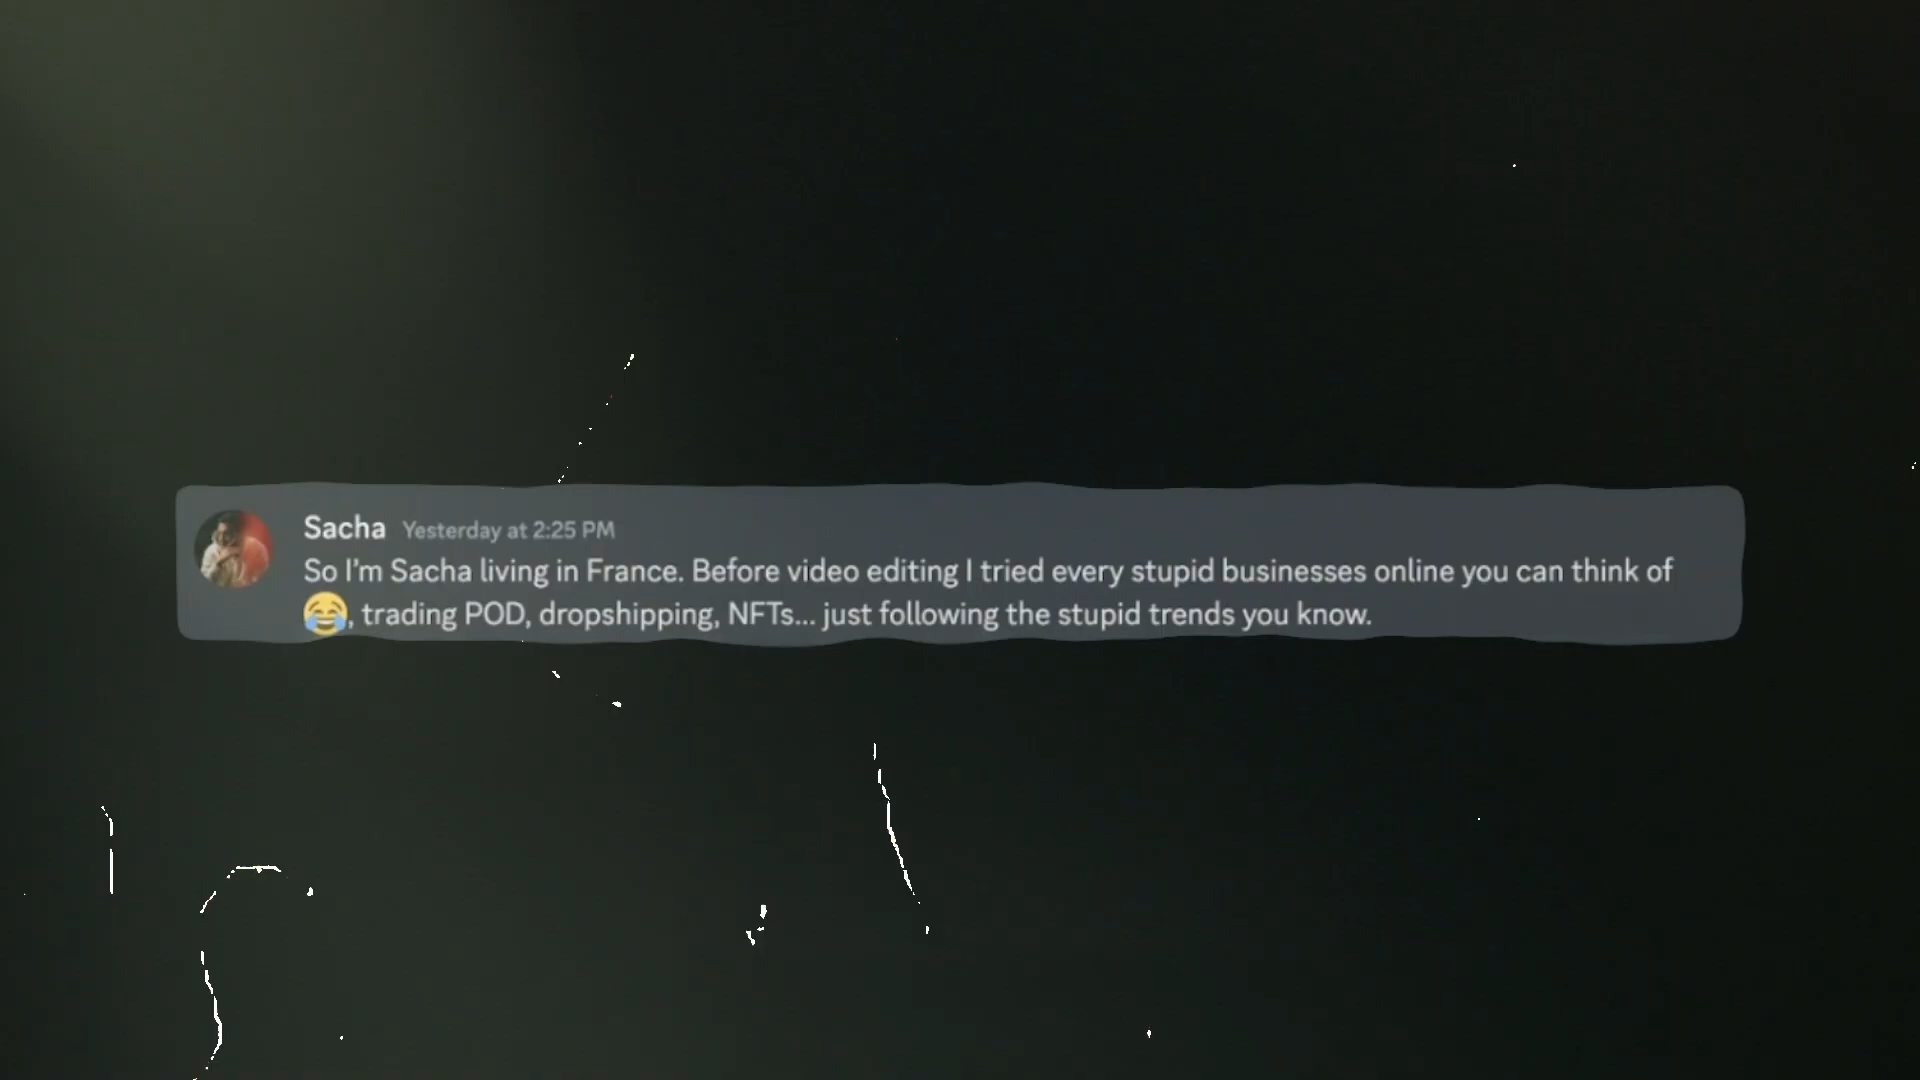 Sacha Yesterday at 2:25 PM
So I'm Sacha living in France. Before video editing I tried every stupid businesses online you can think of
😂, trading POD, dropshipping, NFTs... just following the stupid trends you know.